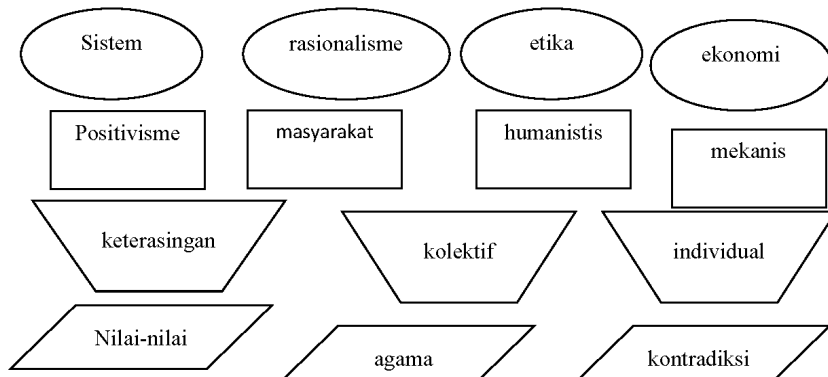 Sistem
rasionalisme
etika
ekonomi
Positivisme
masyarakat
humanistis
mekanis
keterasingan
kolektif
individual
Nilai-nilai
agama
kontradiksi